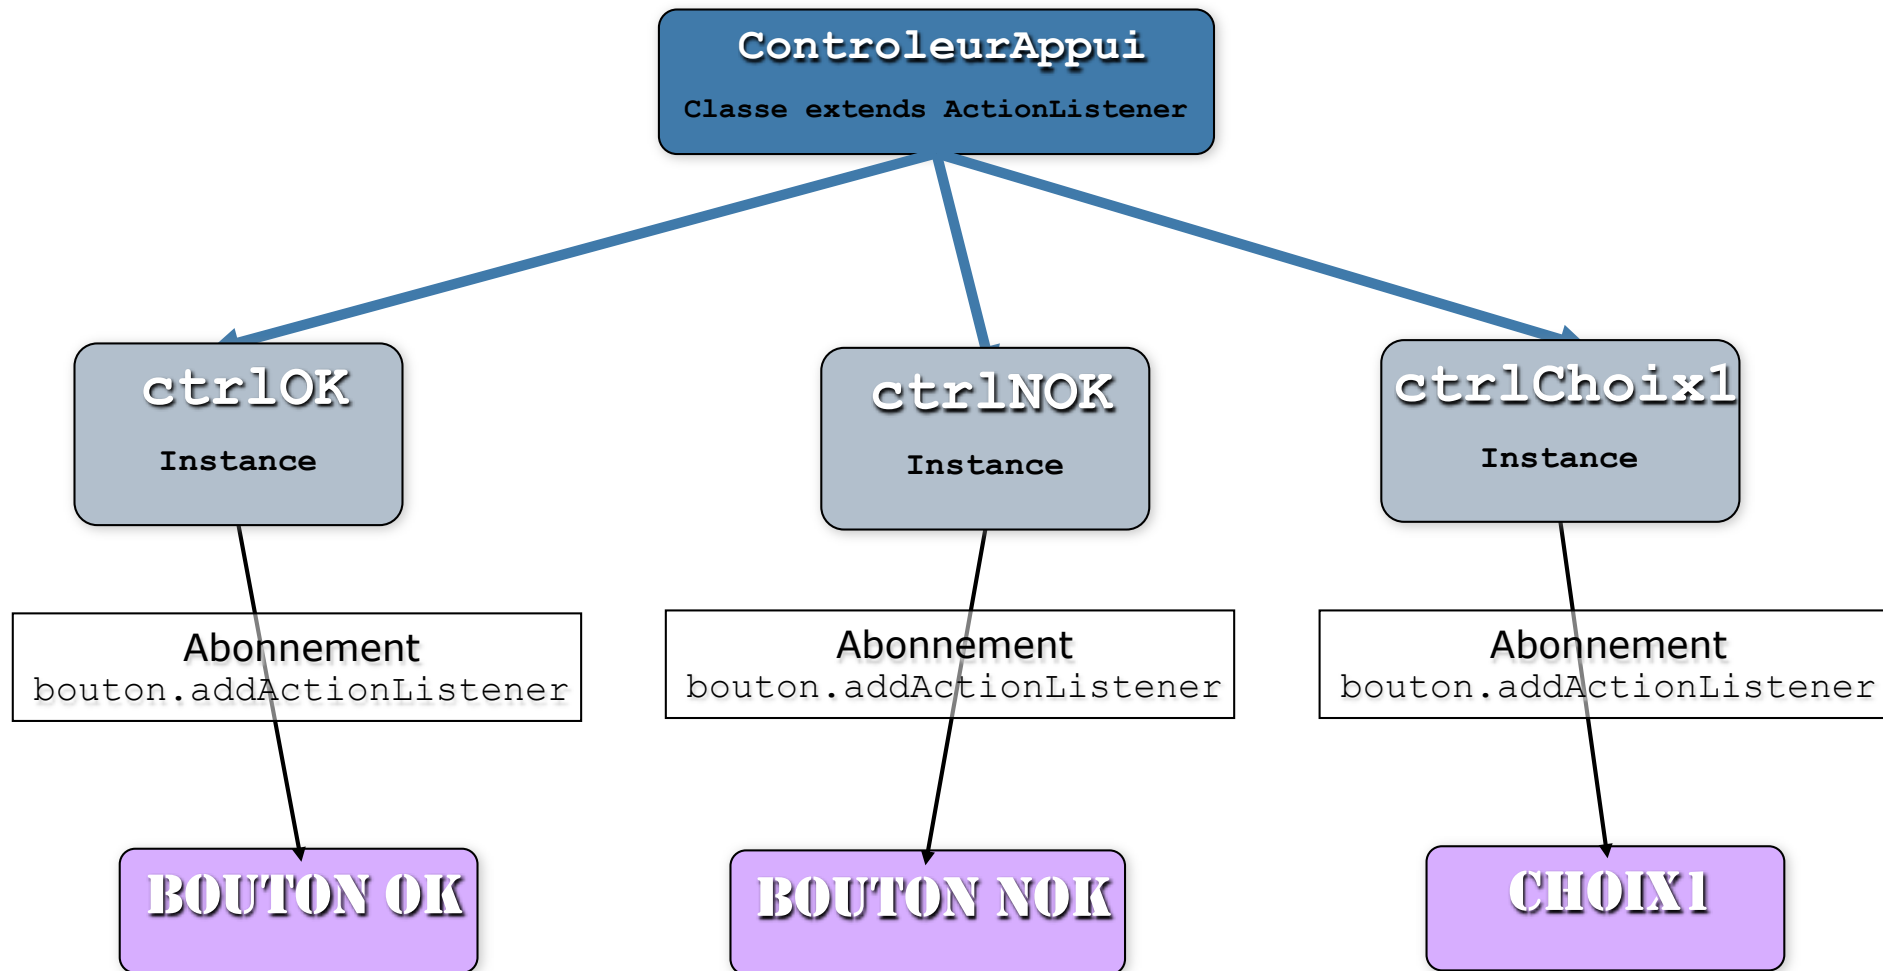 ControleurAppui
Classe extends ActionListener
ctrlOK
Instance
ctrlNOK
Instance
ctrlChoix1
Instance
Abonnement
bouton.addActionListener
Abonnement
bouton.addActionListener
Abonnement
bouton.addActionListener
BOUTON OK
BOUTON NOK
CHOIX1